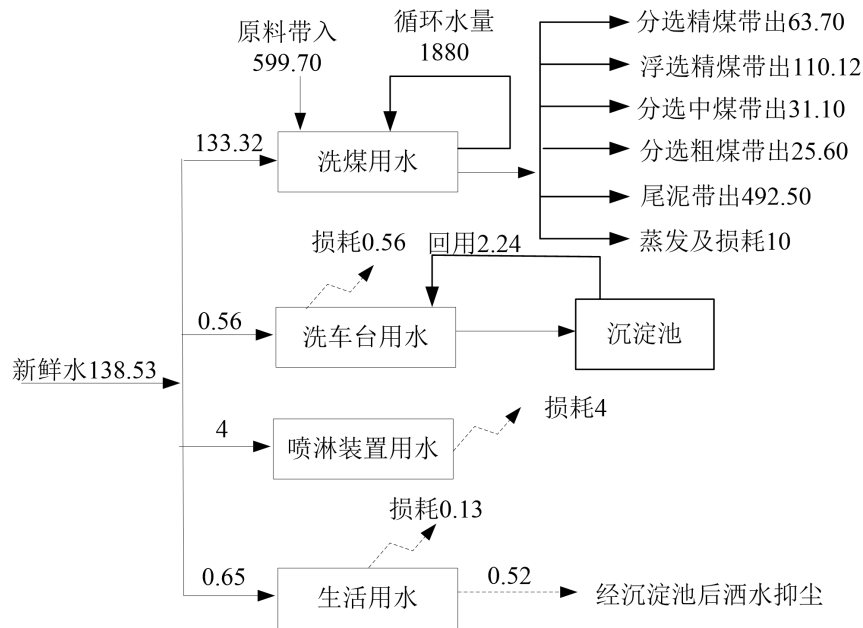 原料带入
599.70
循环水量
1880
分选精煤带出63.70
浮选精煤带出110.12
分选中煤带出31.10
分选粗煤带出25.60
尾泥带出492.50
蒸发及损耗10
133.32
洗煤用水
损耗0.56
回用2.24
0.56
洗车台用水
沉淀池
新鲜水138.53
损耗4
4
喷淋装置用水
损耗0.13
0.65
生活用水
0.52
经沉淀池后洒水抑尘